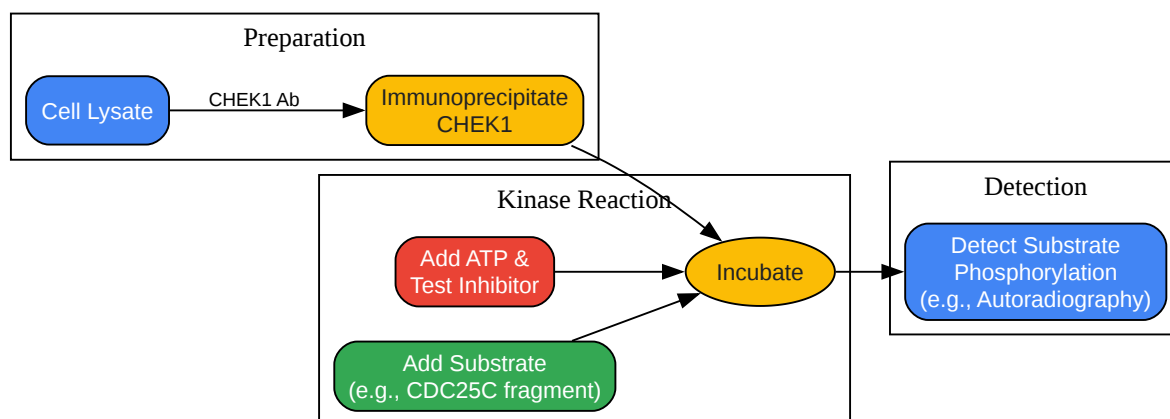 Preparation
Cell Lysate
CHEK1 Ab
Immunoprecipitate
CHEK1
Kinase Reaction
Add ATP &
Test Inhibitor
Incubate
Add Substrate
(e.g., CDC25C fragment)
Detection
Detect Substrate
Phosphorylation
(e.g., Autoradiography)